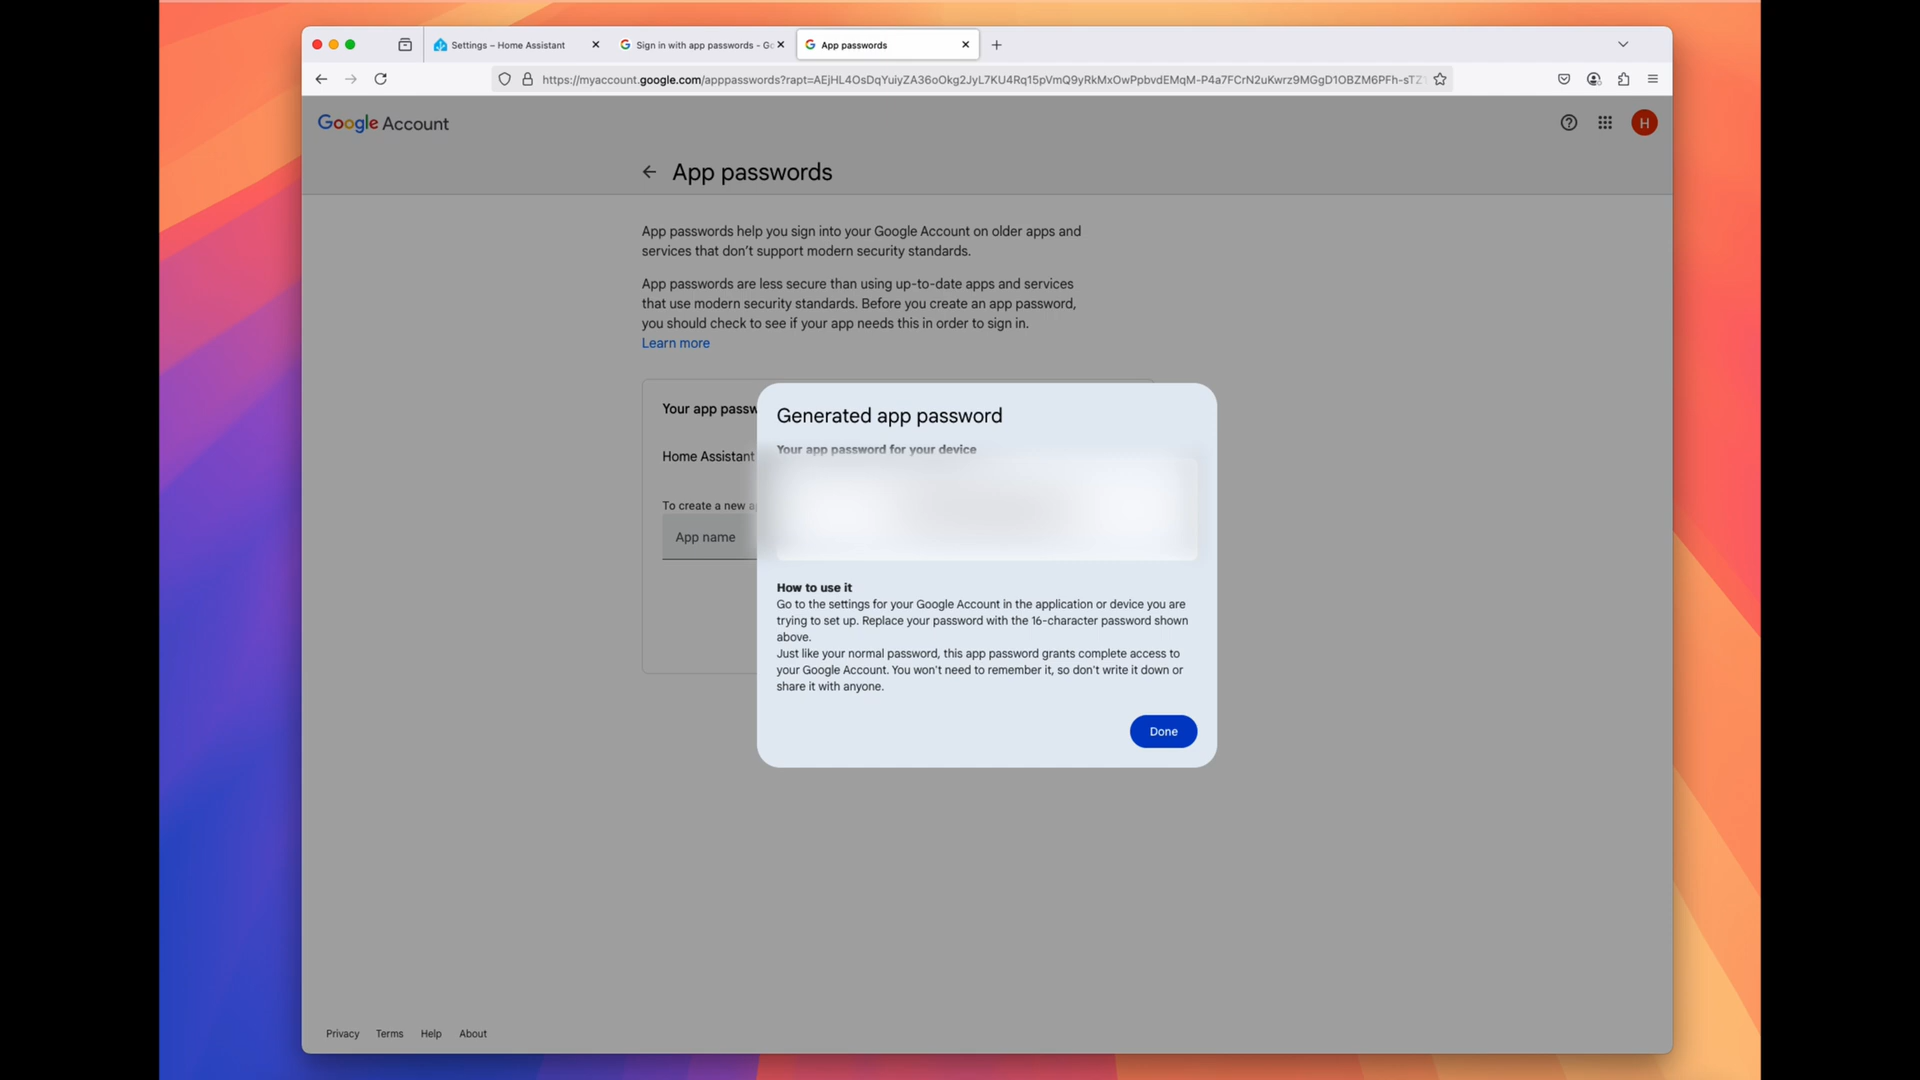 Settings – Home Assistant
Sign in with app passwords - Go
App passwords
https://myaccount.google.com/apppasswords?rapt=AEjHL4OsDqYuiyZA36oOkg2JyL7KU4Rq15pVmQ9yRkMxOwPpbvdEMqM-P4a7FCrN2uKwrz9MGgD1OBZM6PFh-sTZ
Google Account
H
App passwords
App passwords help you sign into your Google Account on older apps and
services that don’t support modern security standards.
App passwords are less secure than using up-to-date apps and services
that use modern security standards. Before you create an app password,
you should check to see if your app needs this in order to sign in.
Learn more
Your app passw
Home Assistant
To create a new a
App name
Generated app password
Your app password for your device
How to use it
Go to the settings for your Google Account in the application or device you are
trying to set up. Replace your password with the 16-character password shown
above.
Just like your normal password, this app password grants complete access to
your Google Account. You won't need to remember it, so don't write it down or
share it with anyone.
Done
Privacy Terms Help About